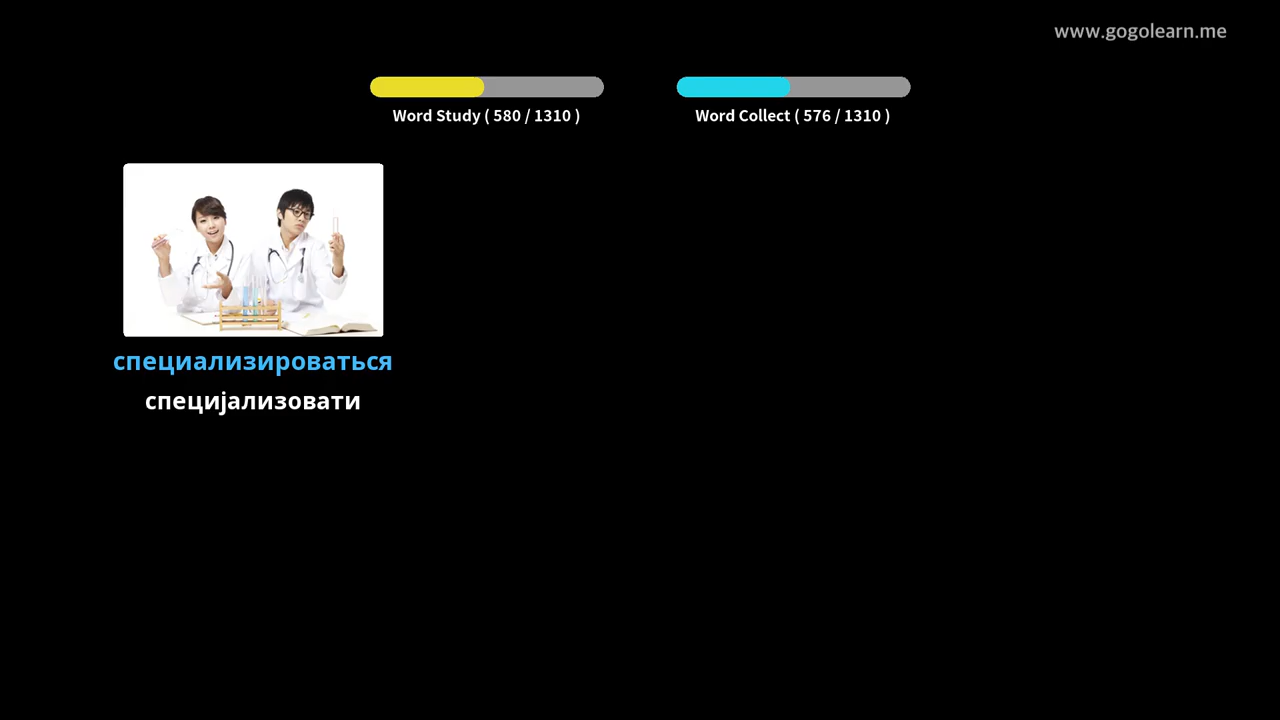 www.gogolearn.me
Word Study ( 580 / 1310 )
Word Collect ( 576 / 1310 )
специализироваться
специјализовати